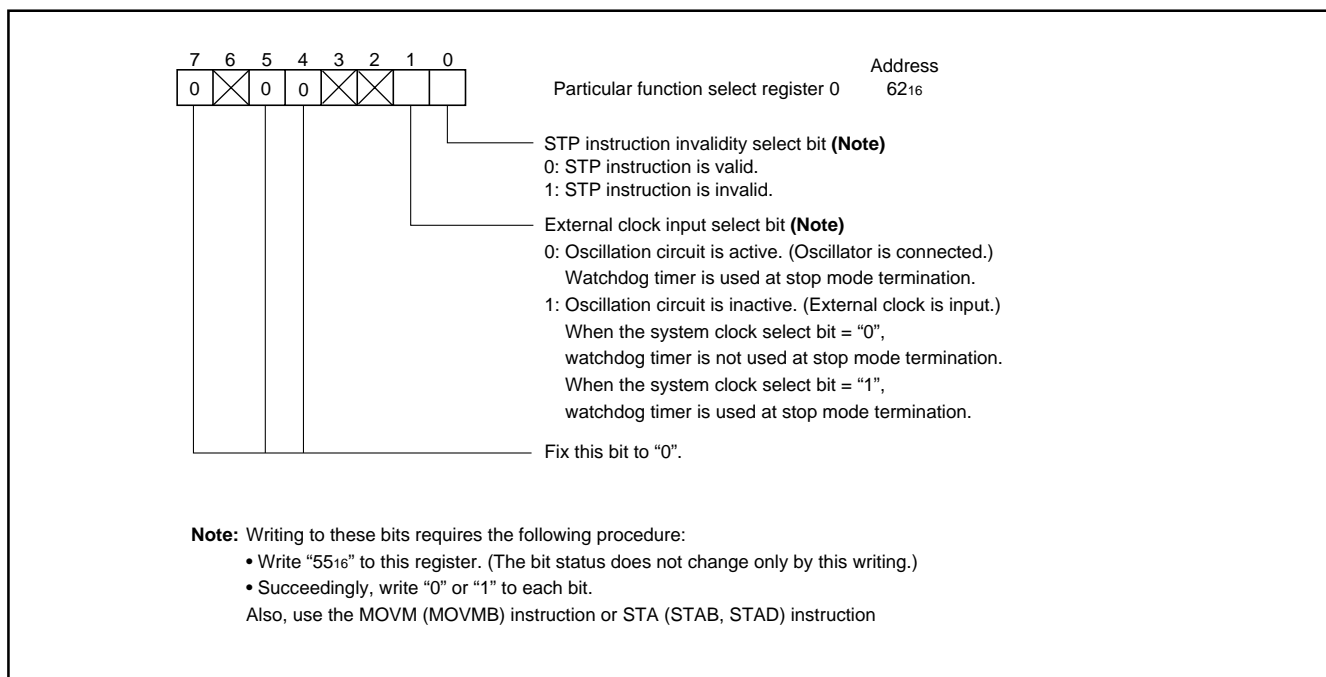 7 6 5 4 3 2 1 0
Address
0 0 0
Particular function select register 0 62₁₆
STP instruction invalidity select bit (Note)
0: STP instruction is valid.
1: STP instruction is invalid.
External clock input select bit (Note)
0: Oscillation circuit is active. (Oscillator is connected.)
Watchdog timer is used at stop mode termination.
1: Oscillation circuit is inactive. (External clock is input.)
When the system clock select bit = “0”,
watchdog timer is not used at stop mode termination.
When the system clock select bit = “1”,
watchdog timer is used at stop mode termination.
Fix this bit to “0”.
Note: Writing to these bits requires the following procedure:
• Write “55₁₆” to this register. (The bit status does not change only by this writing.)
• Succeedingly, write “0” or “1” to each bit.
Also, use the MOVM (MOVMB) instruction or STA (STAB, STAD) instruction